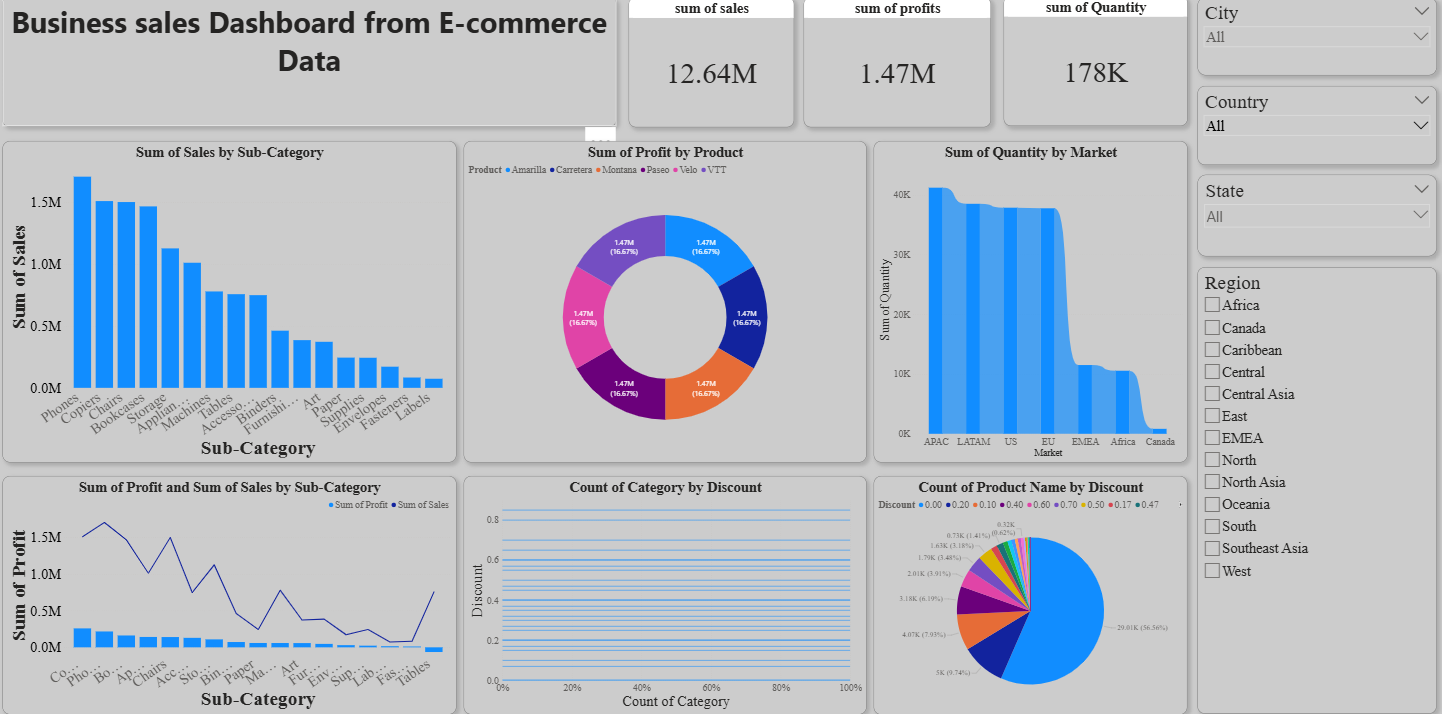 Business sales Dashboard from E-commerce
Data
sum of sales
12.64M
sum of profits
1.47M
sum of Quantity
178K
City
All
Country
All
State
All
Region
Africa
Canada
Caribbean
Central
Central Asia
East
EMEA
North
North Asia
Oceania
South
Southeast Asia
West
Sum of Sales by Sub-Category
Sum of Sales
1.5M
1.0M
0.5M
0.0M
Phones
Copiers
Chairs
Bookcases
Storage
Applian...
Machines
Tables
Accesso...
Binders
Furnishi...
Art
Paper
Supplies
Envelopes
Fasteners
Labels
Sub-Category
Sum of Profit by Product
Product Amarilla Carretera Montana Paseo Velo VTT
1.47M
(16.67%)
1.47M
(16.67%)
1.47M
(16.67%)
1.47M
(16.67%)
1.47M
(16.67%)
1.47M
(16.67%)
Sum of Quantity by Market
Sum of Quantity
40K
30K
20K
10K
0K
APAC LATAM US EU EMEA Africa Canada
Market
Sum of Profit and Sum of Sales by Sub-Category
Sum of Profit Sum of Sales
Sum of Profit
1.5M
1.0M
0.5M
0.0M
Co...
Pho...
Bo...
Ap...
Chairs
Acc...
Sto...
Bin...
Paper
Ma...
Art
Fur...
Env...
Sup...
Lab...
Fas...
Tables
Sub-Category
Count of Category by Discount
Discount
0.8
0.6
0.4
0.2
0.0
0% 20% 40% 60% 80% 100%
Count of Category
Count of Product Name by Discount
Discount 0.00 0.20 0.10 0.40 0.60 0.70 0.50 0.17 0.47
0.32K
(0.62%)
0.73K (1.41%)
1.63K (3.18%)
1.79K (3.48%)
2.01K (3.91%)
3.18K (6.19%)
4.07K (7.93%)
5K (9.74%)
29.01K (56.56%)